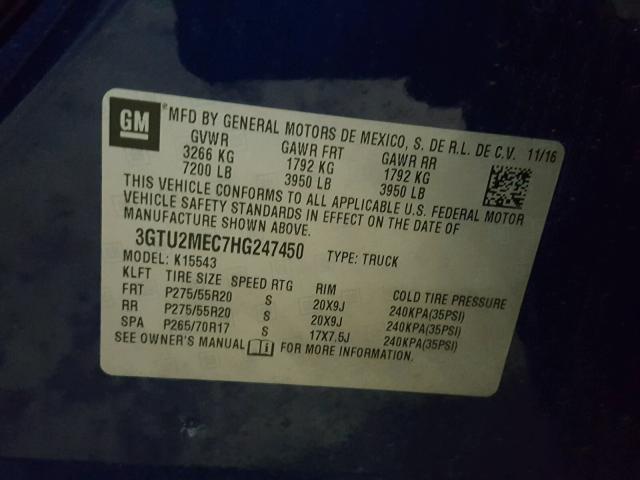 GM
®MFD BY GENERAL MOTORS DE MEXICO, S. DE R.L. DE C.V. 11/16
GVWR GAWR FRT GAWR RR
3266 KG 1792 KG 1792 KG
7200 LB 3950 LB 3950 LB
THIS VEHICLE CONFORMS TO ALL APPLICABLE U.S. FEDERAL MOTOR
VEHICLE SAFETY STANDARDS IN EFFECT ON THE DATE OF
MANUFACTURE SHOWN ABOVE.
3GTU2MEC7HG247450 TYPE: TRUCK
MODEL: K15543
KLFT TIRE SIZE SPEED RTG RIM COLD TIRE PRESSURE
FRT P275/55R20 S 20X9J 240KPA(35PSI)
RR P275/55R20 S 20X9J 240KPA(35PSI)
SPA P265/70R17 S 17X7.5J 240KPA(35PSI)
SEE OWNER'S MANUAL FOR MORE INFORMATION.